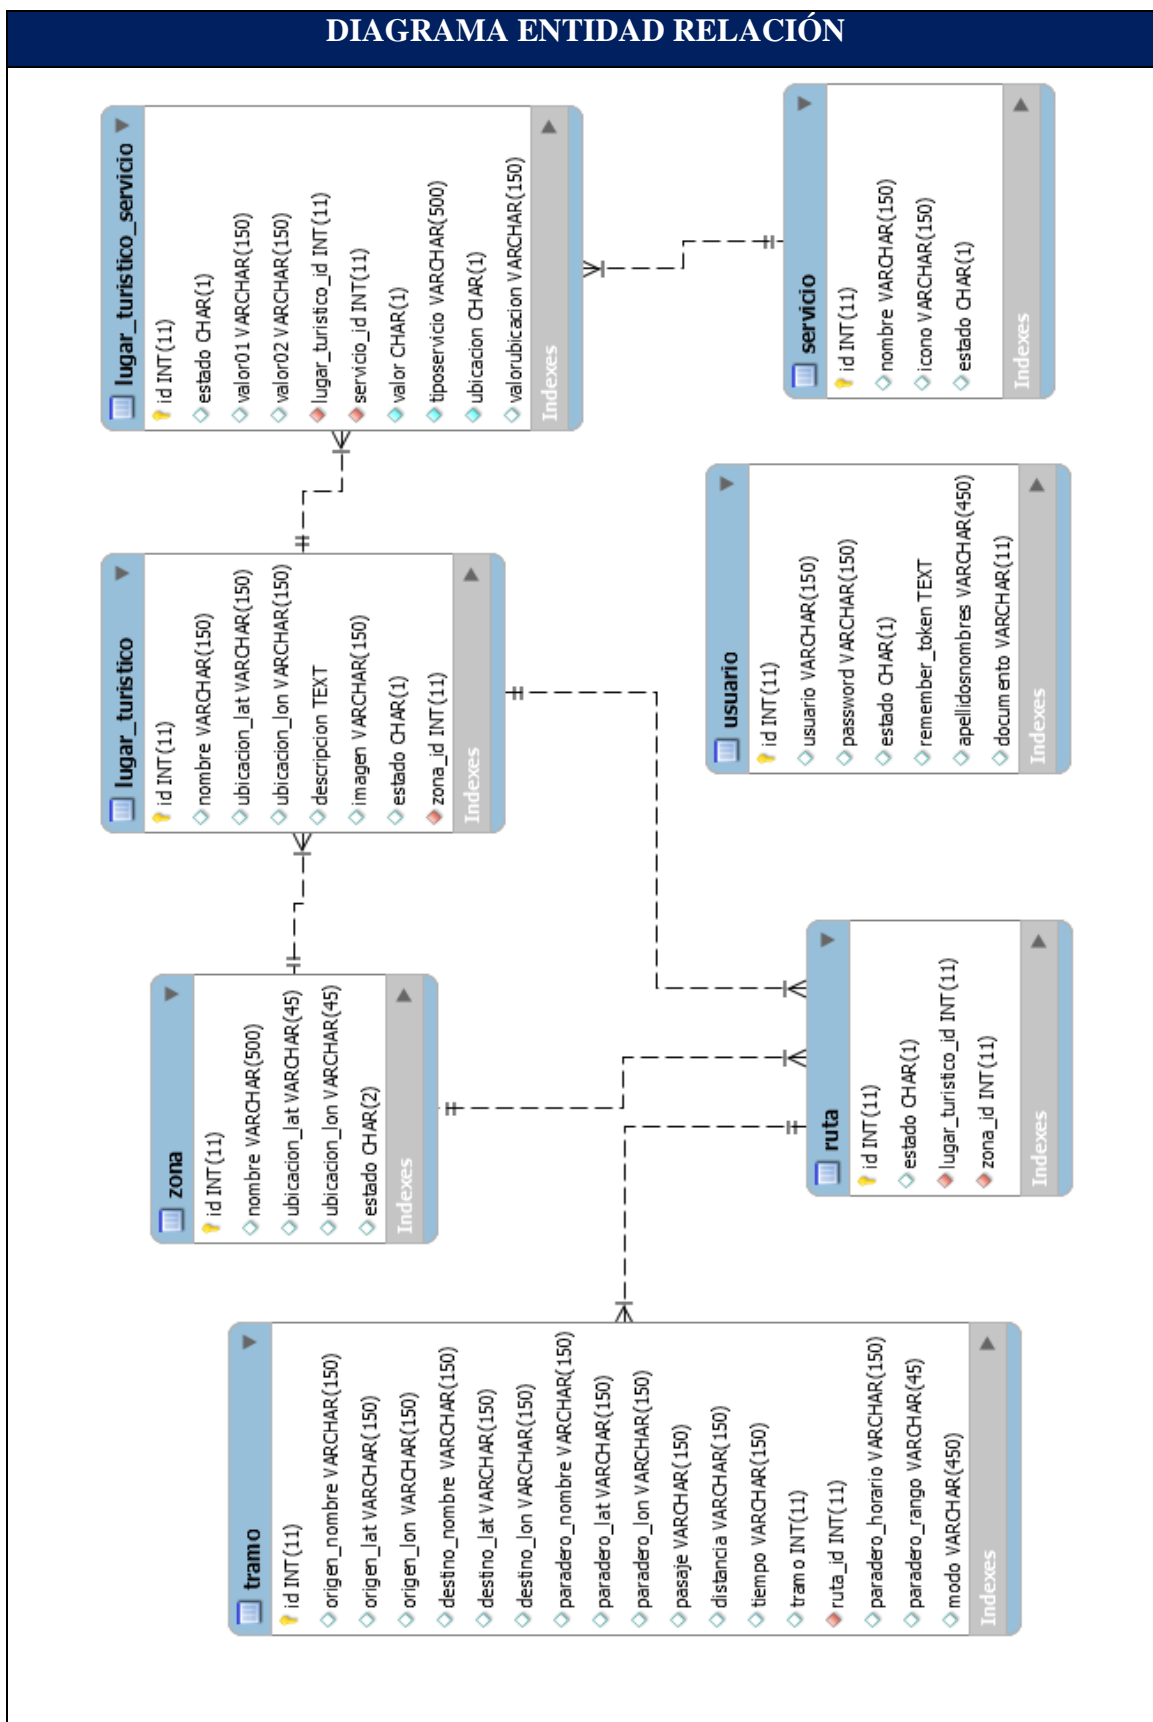 DIAGRAMA ENTIDAD RELACIÓN
tramo
id INT(11)
origen_nombre VARCHAR(150)
origen_lat VARCHAR(150)
origen_lon VARCHAR(150)
destino_nombre VARCHAR(150)
destino_lat VARCHAR(150)
destino_lon VARCHAR(150)
paradero_nombre VARCHAR(150)
paradero_lat VARCHAR(150)
paradero_lon VARCHAR(150)
pasaje VARCHAR(150)
distancia VARCHAR(150)
tiempo VARCHAR(150)
tramo INT(11)
ruta_id INT(11)
paradero_horario VARCHAR(150)
paradero_rango VARCHAR(45)
modo VARCHAR(450)
Indexes
zona
id INT(11)
nombre VARCHAR(500)
ubicacion_lat VARCHAR(45)
ubicacion_lon VARCHAR(45)
estado CHAR(2)
Indexes
lugar_turistico
id INT(11)
nombre VARCHAR(150)
ubicacion_lat VARCHAR(150)
ubicacion_lon VARCHAR(150)
descripcion TEXT
imagen VARCHAR(150)
estado CHAR(1)
zona_id INT(11)
Indexes
lugar_turistico_servicio
id INT(11)
estado CHAR(1)
valor01 VARCHAR(150)
valor02 VARCHAR(150)
lugar_turistico_id INT(11)
servicio_id INT(11)
valor CHAR(1)
tiposervicio VARCHAR(500)
ubicacion CHAR(1)
valorubicacion VARCHAR(150)
Indexes
ruta
id INT(11)
estado CHAR(1)
lugar_turistico_id INT(11)
zona_id INT(11)
Indexes
usuario
id INT(11)
usuario VARCHAR(150)
password VARCHAR(150)
estado CHAR(1)
remember_token TEXT
apellidosnombres VARCHAR(450)
documento VARCHAR(11)
Indexes
servicio
id INT(11)
nombre VARCHAR(150)
icono VARCHAR(150)
estado CHAR(1)
Indexes